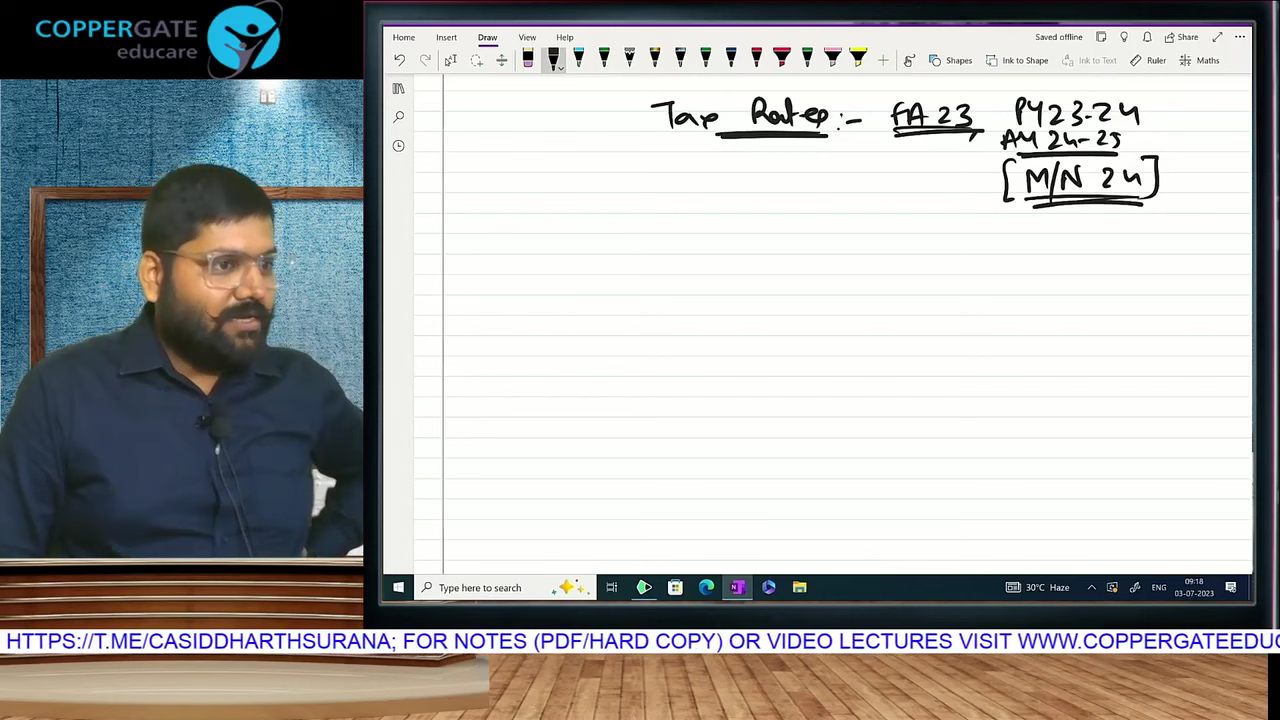 COPPERGATE
educare
Home Insert Draw View Help
Saved offline
Share
Shapes Ink to Shape Ink to Text Ruler Maths
Tax Rates :- FA 23 PY 23-24
AY 24-25
[M/N 24]
Type here to search
30°C Haze
ENG
09:18
03-07-2023
HTTPS://T.ME/CASIDDHARTHSURANA; FOR NOTES (PDF/HARD COPY) OR VIDEO LECTURES VISIT WWW.COPPERGATEEDUC